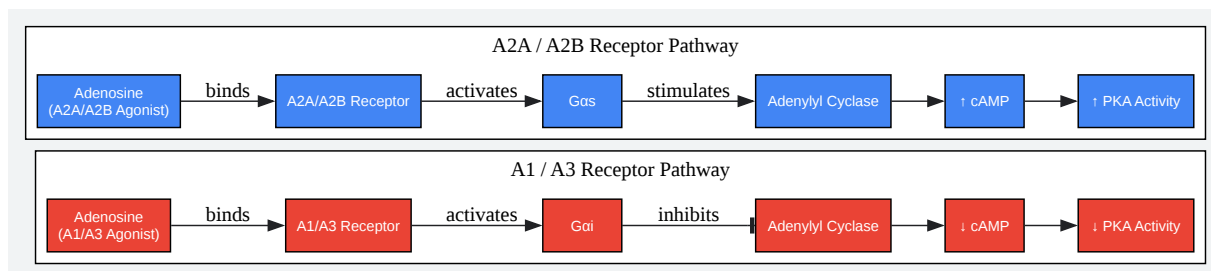 A2A / A2B Receptor Pathway
Adenosine
(A2A/A2B Agonist)
binds
A2A/A2B Receptor
activates
Gαs
stimulates
Adenylyl Cyclase
↑ cAMP
↑ PKA Activity
A1 / A3 Receptor Pathway
Adenosine
(A1/A3 Agonist)
binds
A1/A3 Receptor
activates
Gαi
inhibits
Adenylyl Cyclase
↓ cAMP
↓ PKA Activity